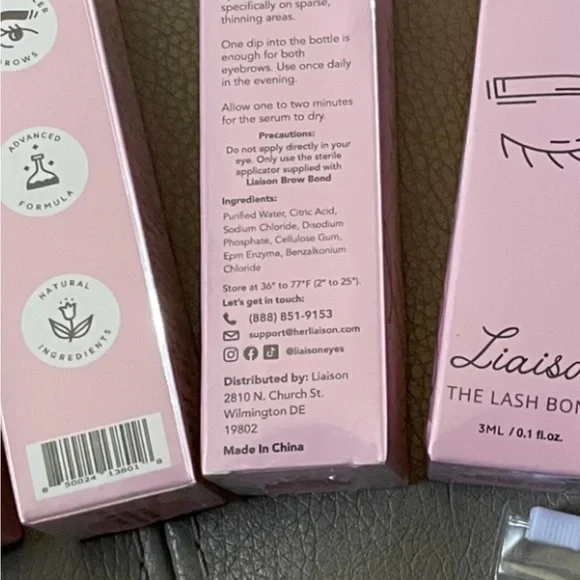 BROWS
ADVANCED
FORMULA
NATURAL
INGREDIENTS
8 50024 13801 8
specifically on sparse,
thinning areas.
One dip into the bottle is
enough for both
eyebrows. Use once daily
in the evening.
Allow one to two minutes
for the serum to dry.
Precautions:
Do not apply directly in your
eye. Only use the sterile
applicator supplied with
Liaison Brow Bond
Ingredients:
Purified Water, Citric Acid,
Sodium Chloride, Disodium
Phosphate, Cellulose Gum,
Epm Enzyme, Benzalkonium
Chloride
Store at 36° to 77°F (2° to 25°).
Let's get in touch:
(888) 851-9153
support@herliaison.com
@liaisoneyes
Distributed by: Liaison
2810 N. Church St.
Wilmington DE
19802
Made In China
Liaiso
THE LASH BON
3ML / 0.1 fl.oz.